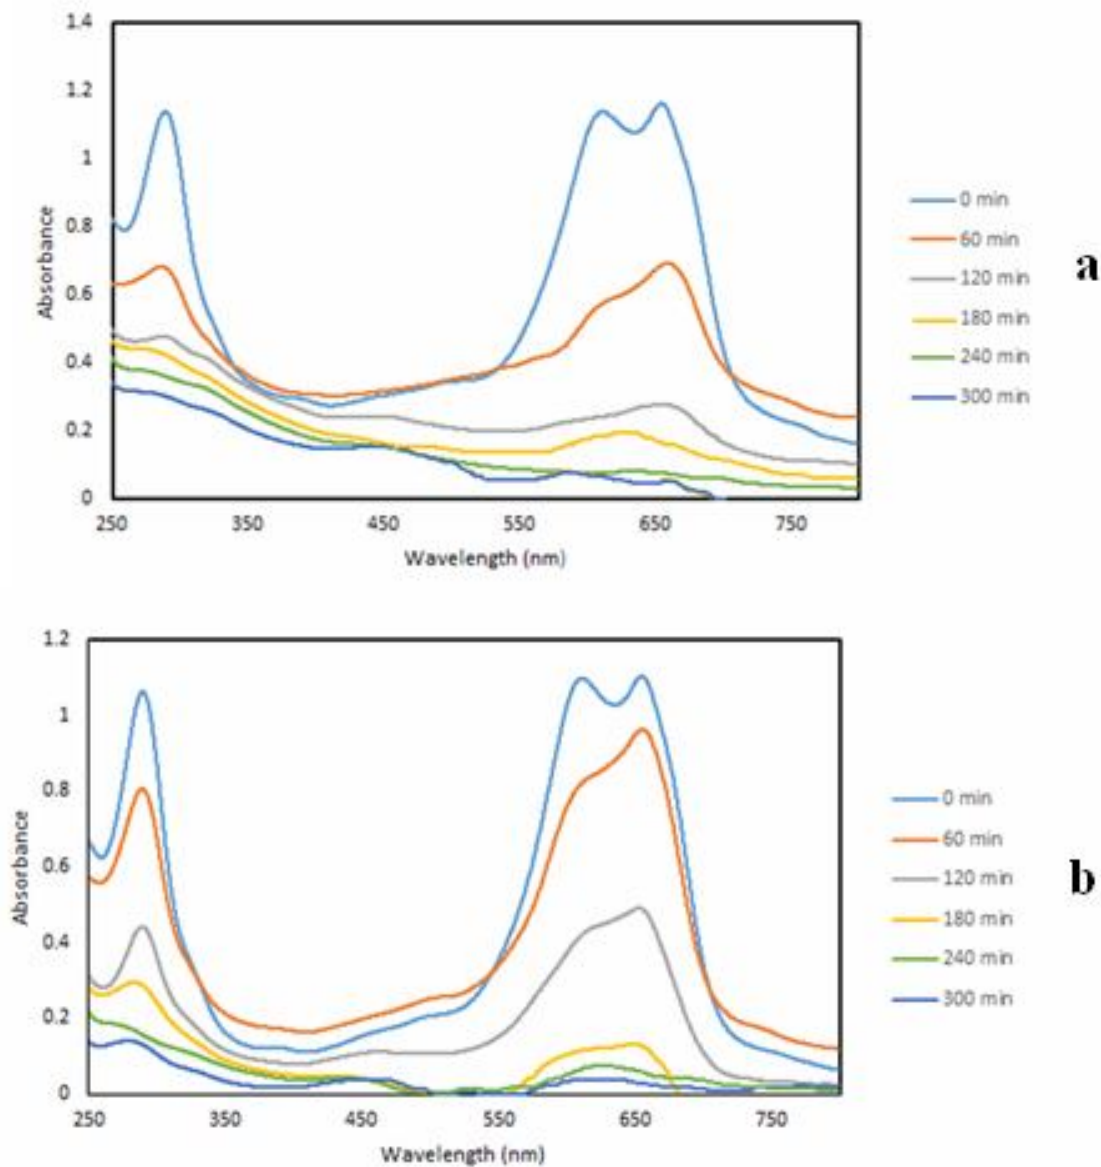 1.4
1.2
1
0.8
0.6
0.4
0.2
0
Absorbance
250 350 450 550 650 750
Wavelength (nm)
0 min
60 min
120 min
180 min
240 min
300 min
a
1.2
1
0.8
0.6
0.4
0.2
0
Absorbance
250 350 450 550 650 750
Wavelength (nm)
0 min
60 min
120 min
180 min
240 min
300 min
b